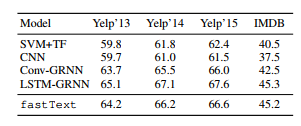 Model Yelp'13 Yelp'14 Yelp'15 IMDB
SVM+TF 59.8 61.8 62.4 40.5
CNN 59.7 61.0 61.5 37.5
Conv-GRNN 63.7 65.5 66.0 42.5
LSTM-GRNN 65.1 67.1 67.6 45.3
fastText 64.2 66.2 66.6 45.2